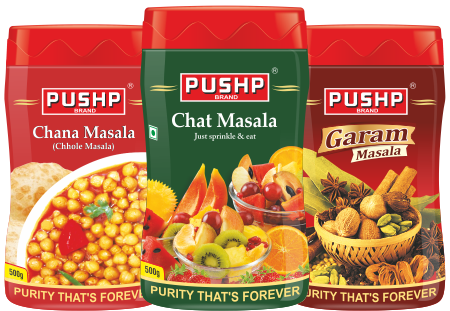 PUSHP
BRAND
®
Chana Masala
(Chhole Masala)
500g
PURITY THAT'S FOREVER
PUSHP
BRAND
®
Chat Masala
Just sprinkle & eat
500g
PURITY THAT'S FOREVER
PUSHP
BRAND
®
Garam
Masala
PURITY THAT'S FOREVER